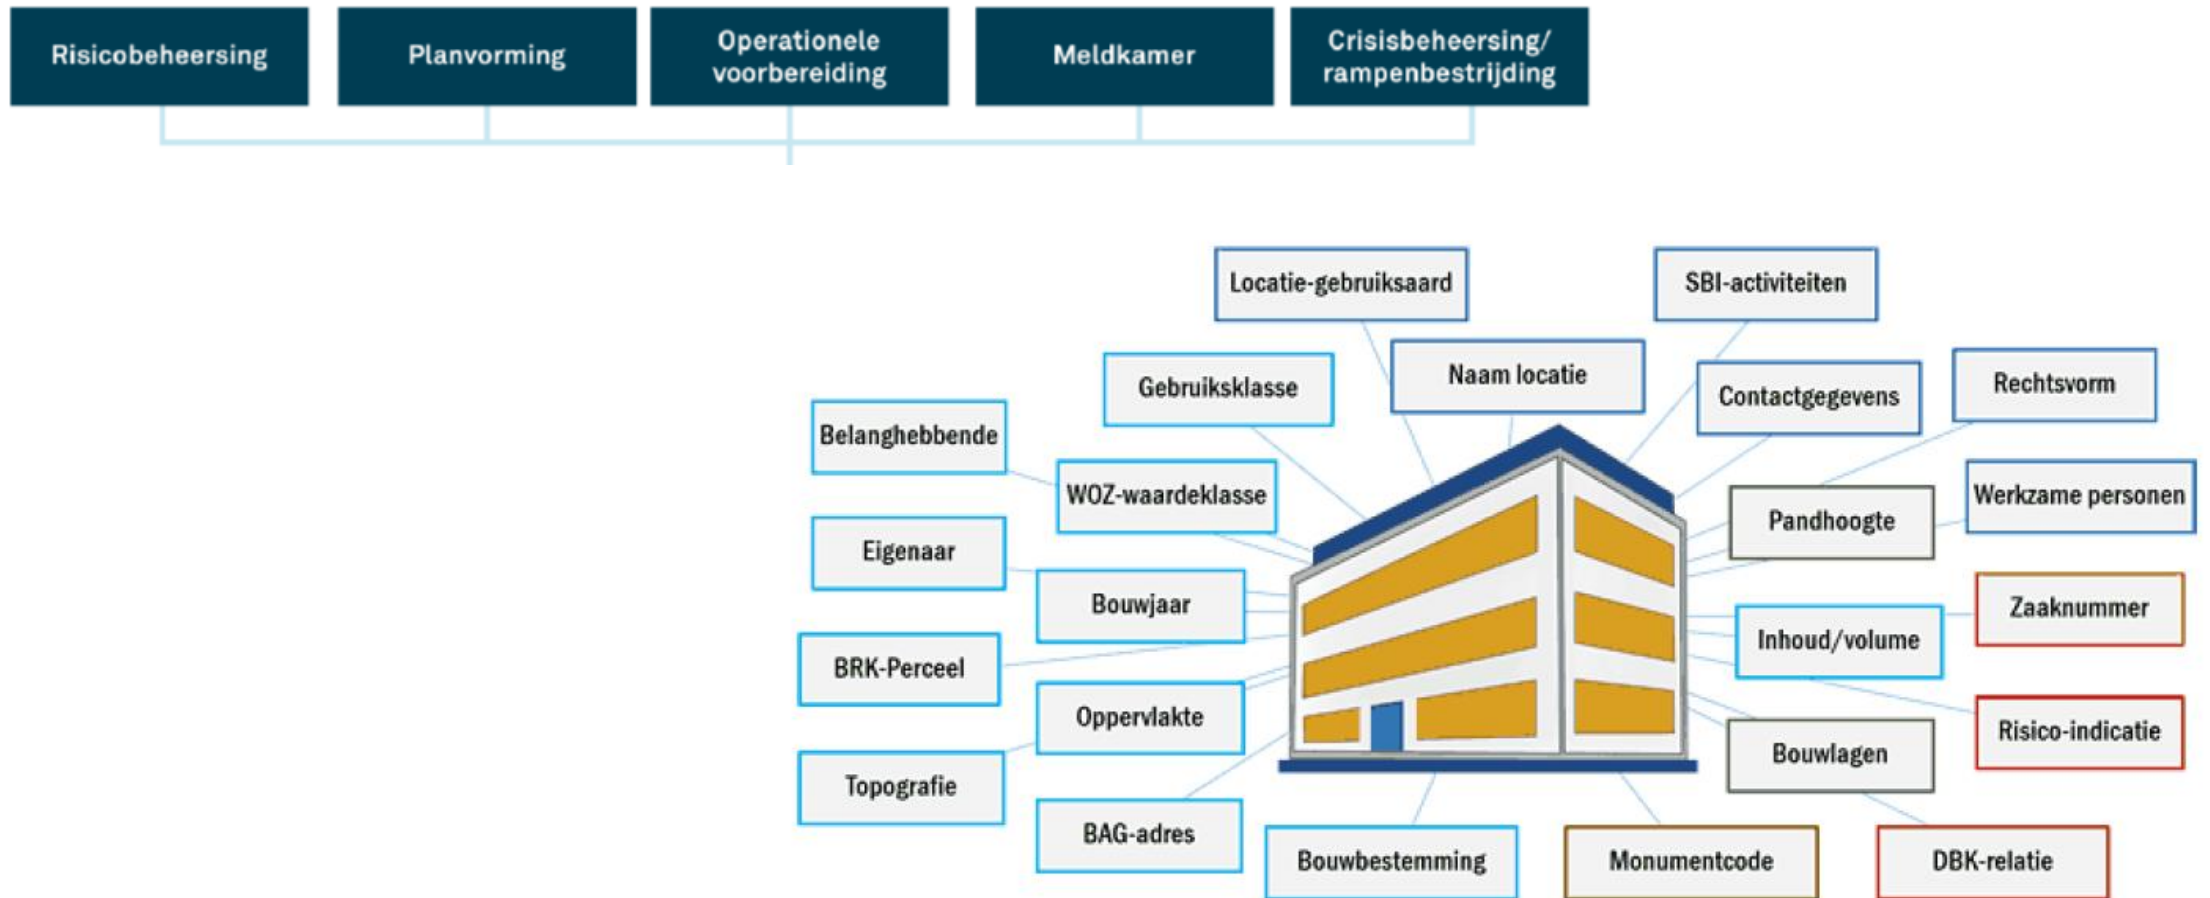 Risicobeheersing
Planvorming
Operationele
voorbereiding
Meldkamer
Crisisbeheersing/
rampenbestrijding
Locatie-gebruiksaard
SBI-activiteiten
Naam locatie
Gebruiksklasse
Contactgegevens
Rechtsvorm
Belanghebbende
WOZ-waardeklasse
Pandhoogte
Werkzame personen
Eigenaar
Bouwjaar
Zaaknummer
Inhoud/volume
BRK-Perceel
Oppervlakte
Risico-indicatie
Bouwlagen
Topografie
BAG-adres
Bouwbestemming
Monumentcode
DBK-relatie